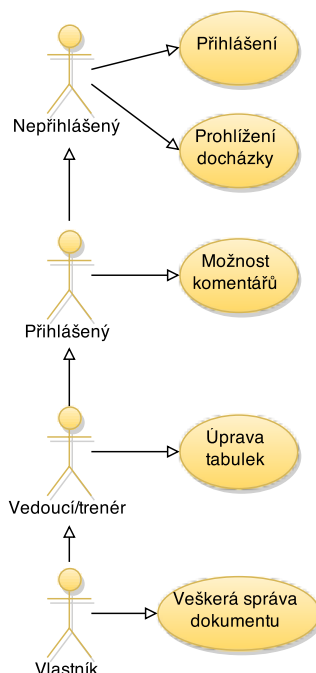 Přihlášení
Nepřihlášený
Prohlížení
docházky
Možnost
komentářů
Přihlášený
Úprava
tabulek
Vedoucí/trenér
Veškerá správa
dokumentu
Vlastník